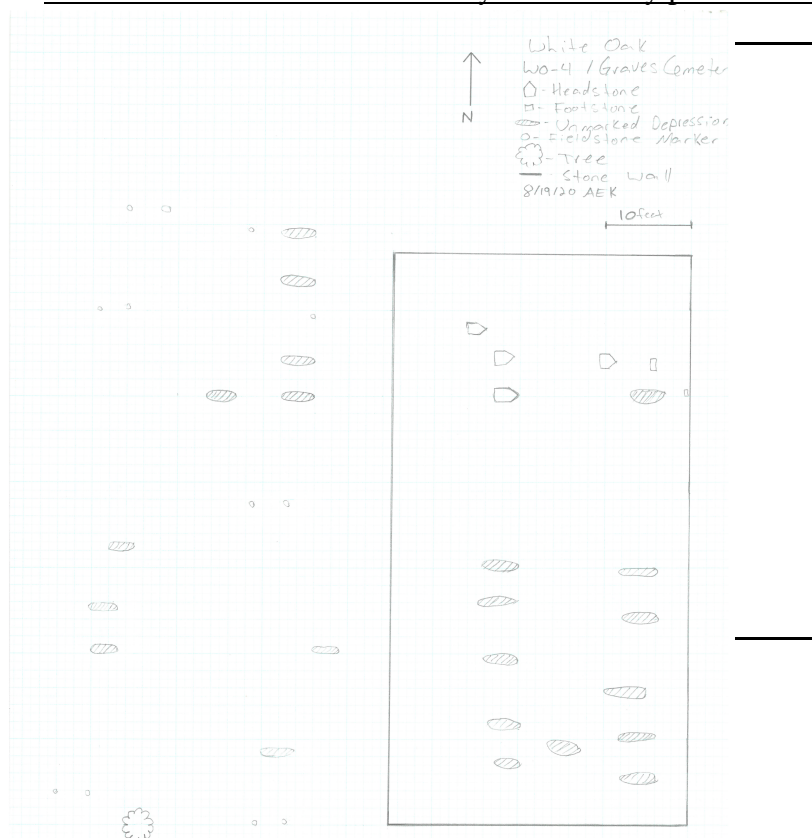 N
White Oak
WO-4 / Graves Cemeter
- Headstone
- Footstone
- Unmarked Depression
- Fieldstone Marker
- Tree
- Stone Wall
8/19/20 AEK
10 feet